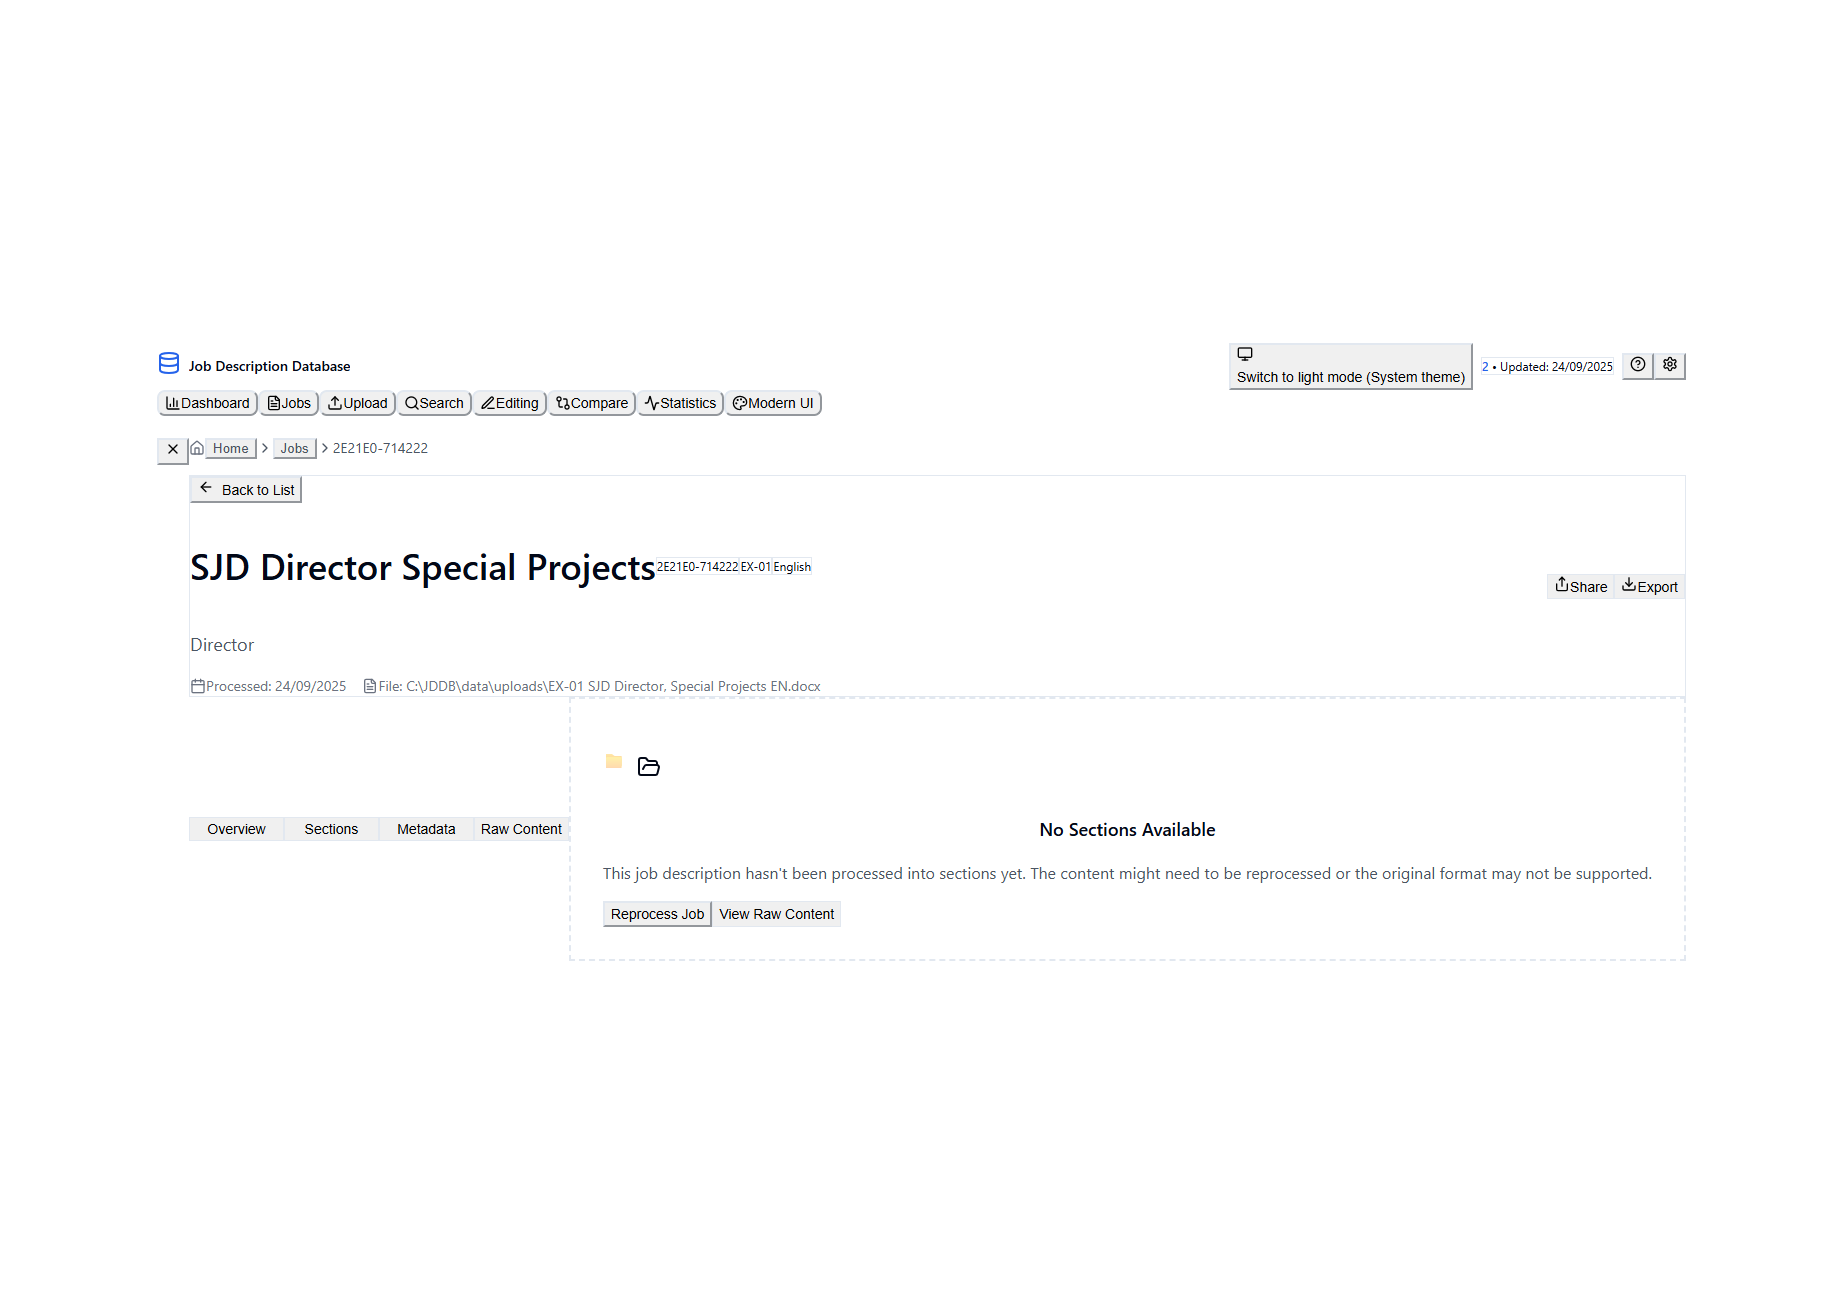 Job Description Database
Switch to light mode (System theme)
2 • Updated: 24/09/2025
Dashboard Jobs Upload Search Editing Compare Statistics Modern UI
Home Jobs 2E21E0-714222
Back to List
SJD Director Special Projects 2E21E0-714222 EX-01 English
Share Export
Director
Processed: 24/09/2025 File: C:\JDDB\data\uploads\EX-01 SJD Director, Special Projects EN.docx
Overview Sections Metadata Raw Content
No Sections Available
This job description hasn't been processed into sections yet. The content might need to be reprocessed or the original format may not be supported.
Reprocess Job View Raw Content